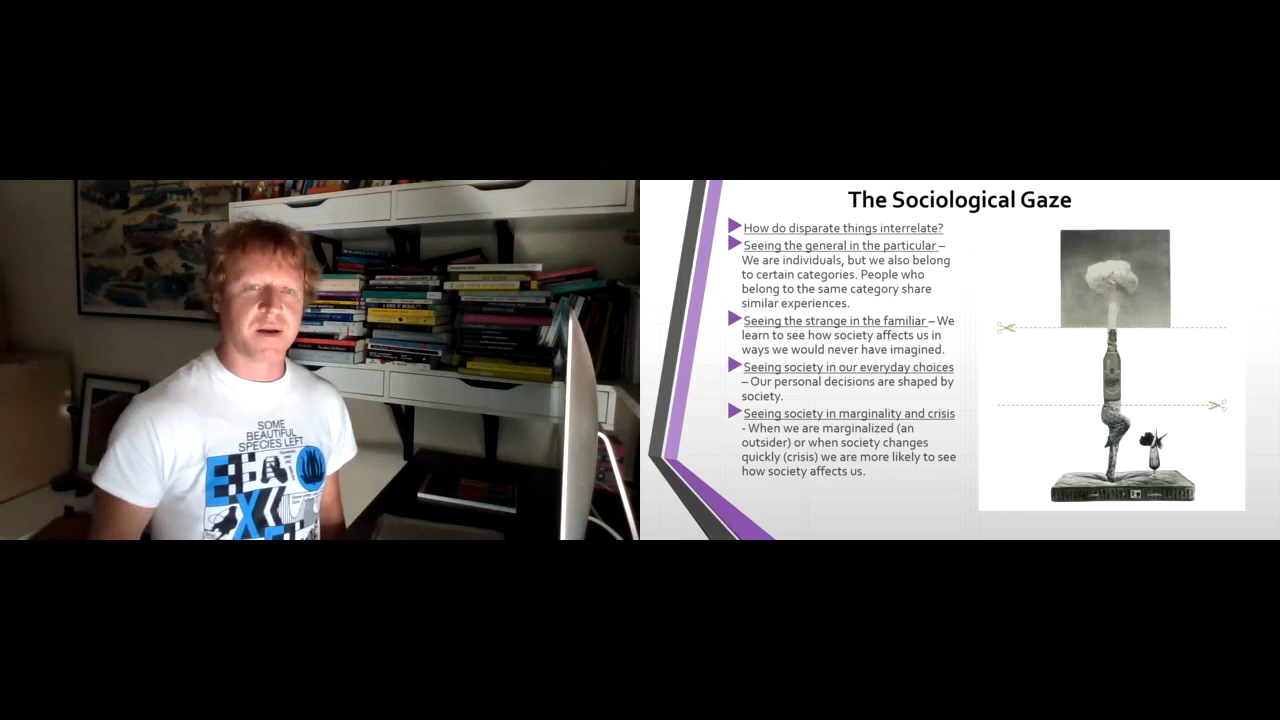 SOME
BEAUTIFUL
SPECIES LEFT
The Sociological Gaze
How do disparate things interrelate?
Seeing the general in the particular –
We are individuals, but we also belong
to certain categories. People who
belong to the same category share
similar experiences.
Seeing the strange in the familiar – We
learn to see how society affects us in
ways we would never have imagined.
Seeing society in our everyday choices
– Our personal decisions are shaped by
society.
Seeing society in marginality and crisis
- When we are marginalized (an
outsider) or when society changes
quickly (crisis) we are more likely to see
how society affects us.